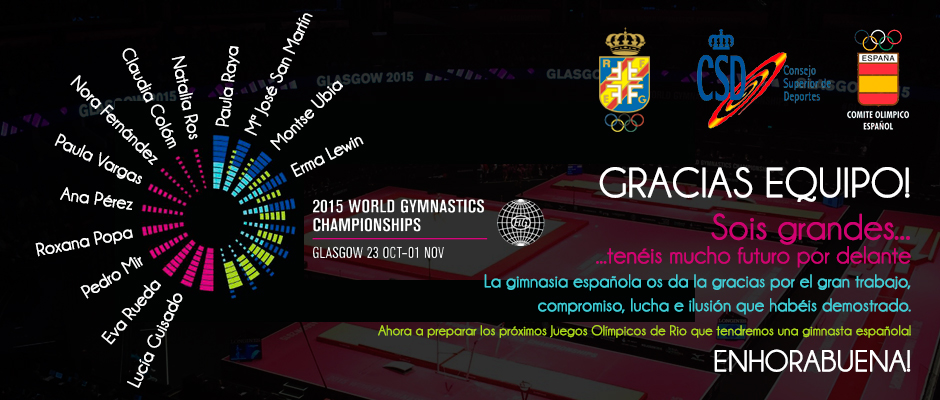 Lucía Guisado
Eva Rueda
Pedro Mir
Roxana Popa
Ana Pérez
Paula Vargas
Nora Fernández
Claudia Colóm
Natalia Ros
Paula Raya
Mª José San Martín
Montse Ubia
Erma Lewin
GLASGOW 2015
GLASGOW 2015
2015 WORLD GYMNASTICS
CHAMPIONSHIPS
GLASGOW 23 OCT–01 NOV
FIG
R F
E G
CSD
Consejo
Superior de
Deportes
ESPAÑA
COMITE OLIMPICO
ESPAÑOL
GRACIAS EQUIPO!
Sois grandes...
...tenéis mucho futuro por delante
La gimnasia española os da la gracias por el gran trabajo,
compromiso, lucha e ilusión que habéis demostrado.
Ahora a preparar los próximos Juegos Olímpicos de Rio que tendremos una gimnasta española!
ENHORABUENA!